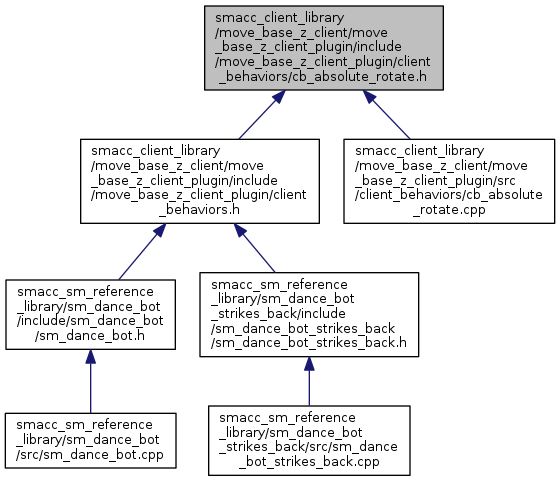 smacc_client_library
/move_base_z_client/move
_base_z_client_plugin/include
/move_base_z_client_plugin/client
_behaviors/cb_absolute_rotate.h
smacc_client_library
/move_base_z_client/move
_base_z_client_plugin/include
/move_base_z_client_plugin/client
_behaviors.h
smacc_client_library
/move_base_z_client/move
_base_z_client_plugin/src
/client_behaviors/cb_absolute
_rotate.cpp
smacc_sm_reference
_library/sm_dance_bot
/include/sm_dance_bot
/sm_dance_bot.h
smacc_sm_reference
_library/sm_dance_bot
_strikes_back/include
/sm_dance_bot_strikes_back
/sm_dance_bot_strikes_back.h
smacc_sm_reference
_library/sm_dance_bot
/src/sm_dance_bot.cpp
smacc_sm_reference
_library/sm_dance_bot
_strikes_back/src/sm_dance
_bot_strikes_back.cpp